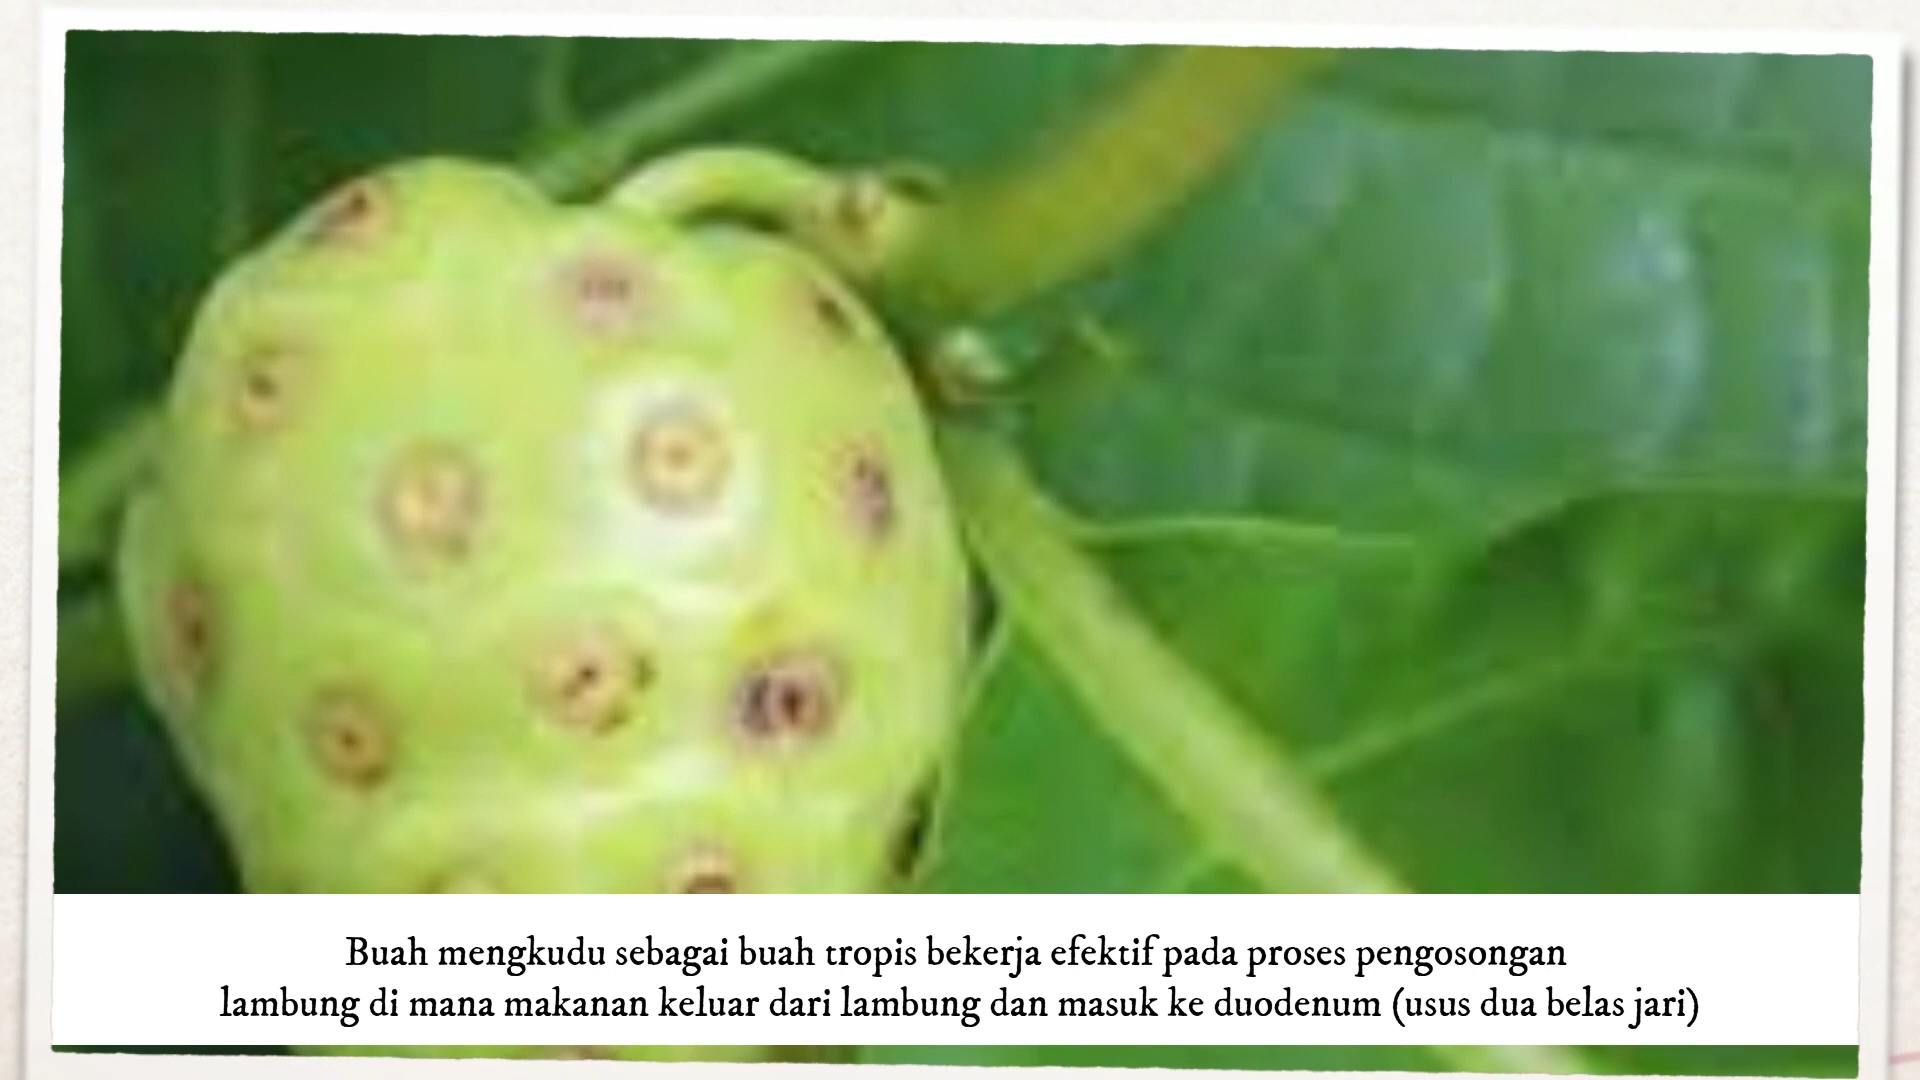 Buah mengkudu sebagai buah tropis bekerja efektif pada proses pengosongan
lambung di mana makanan keluar dari lambung dan masuk ke duodenum (usus dua belas jari)